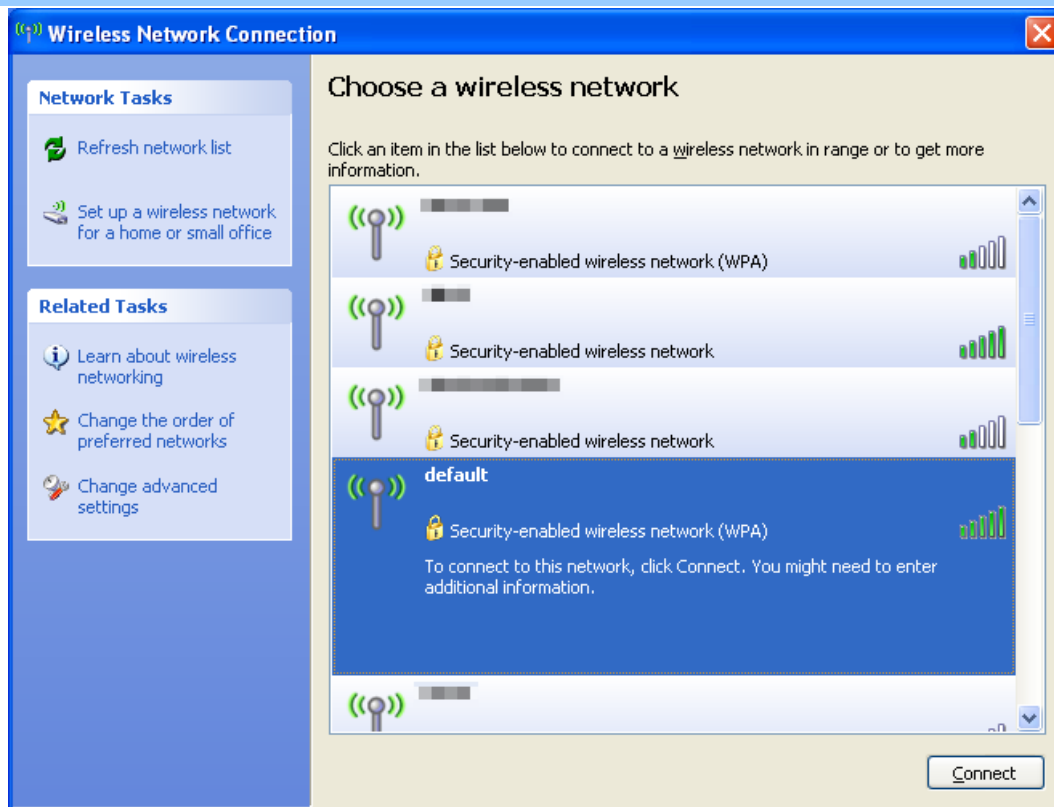 Wireless Network Connection
Network Tasks
Refresh network list
Set up a wireless network
for a home or small office
Related Tasks
Learn about wireless
networking
Change the order of
preferred networks
Change advanced
settings
Choose a wireless network
Click an item in the list below to connect to a wireless network in range or to get more
information.
Security-enabled wireless network (WPA)
Security-enabled wireless network
Security-enabled wireless network
default
Security-enabled wireless network (WPA)
To connect to this network, click Connect. You might need to enter
additional information.
Connect